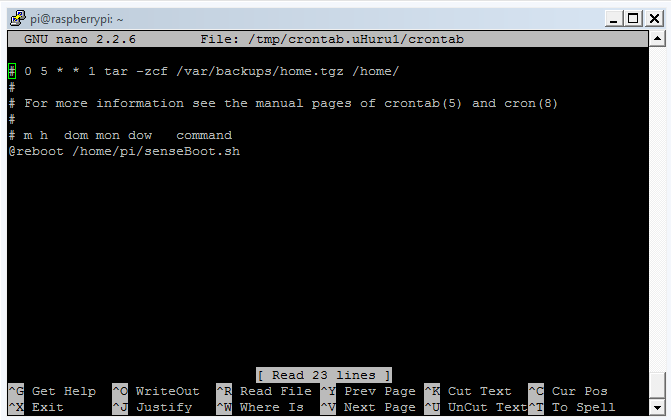 pi@raspberrypi: ~
GNU nano 2.2.6 File: /tmp/crontab.uHuru1/crontab
# 0 5 * * 1 tar -zcf /var/backups/home.tgz /home/
#
# For more information see the manual pages of crontab(5) and cron(8)
#
# m h  dom mon dow   command
@reboot /home/pi/senseBoot.sh
[ Read 23 lines ]
^G Get Help ^O WriteOut ^R Read File ^Y Prev Page ^K Cut Text ^C Cur Pos
^X Exit ^J Justify ^W Where Is ^V Next Page ^U UnCut Text ^T To Spell